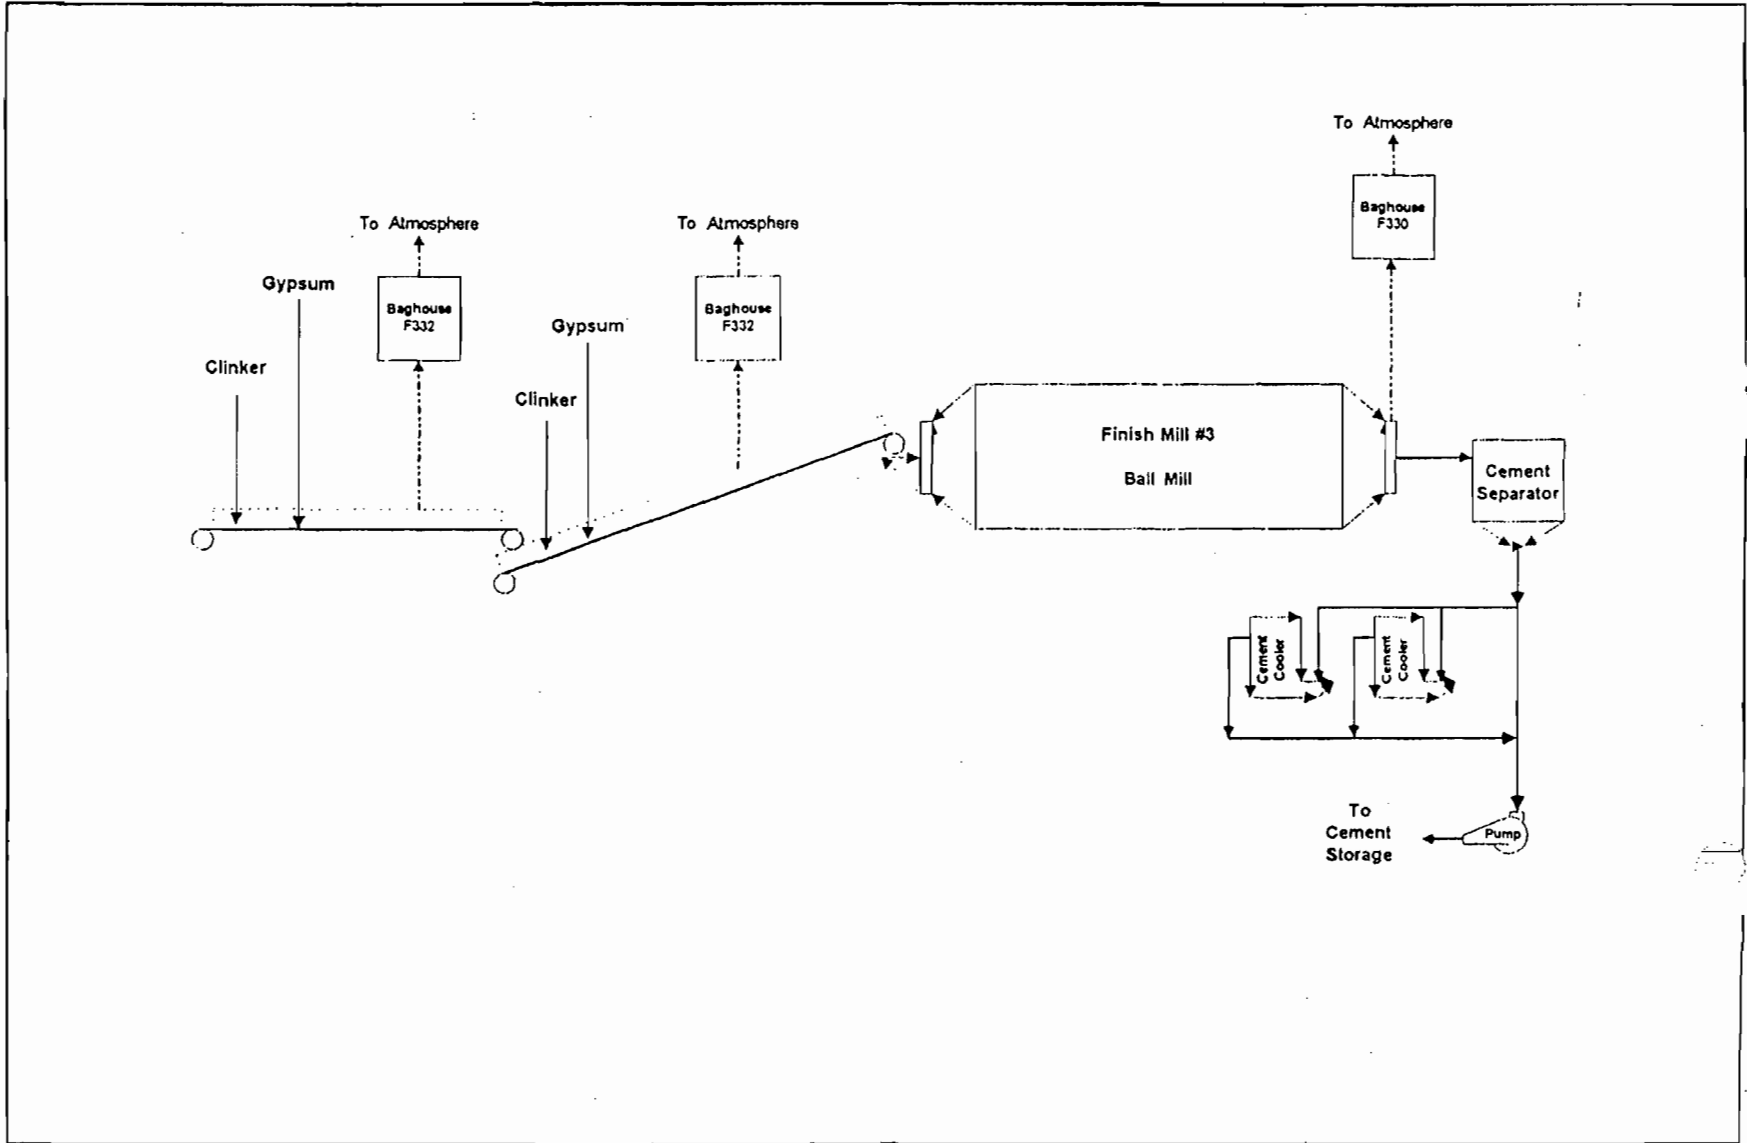 To Atmosphere
Baghouse
F330
To Atmosphere
Gypsum
Baghouse
F332
Clinker
To Atmosphere
Gypsum
Baghouse
F332
Clinker
Finish Mill #3
Ball Mill
Cement
Separator
Cement
Cooler
Cement
Cooler
To
Cement
Storage
Pump